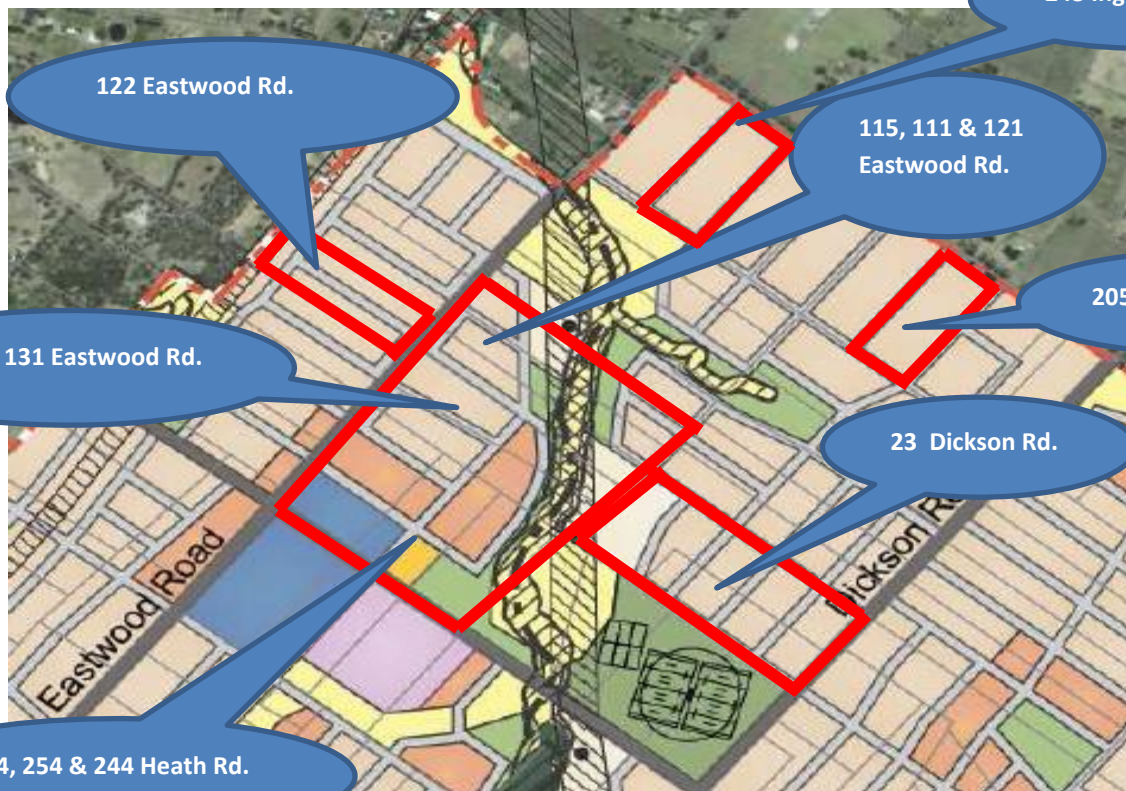 122 Eastwood Rd.
115, 111 & 121
Eastwood Rd.
205
131 Eastwood Rd.
23 Dickson Rd.
Dickson
Eastwood Road
4, 254 & 244 Heath Rd.